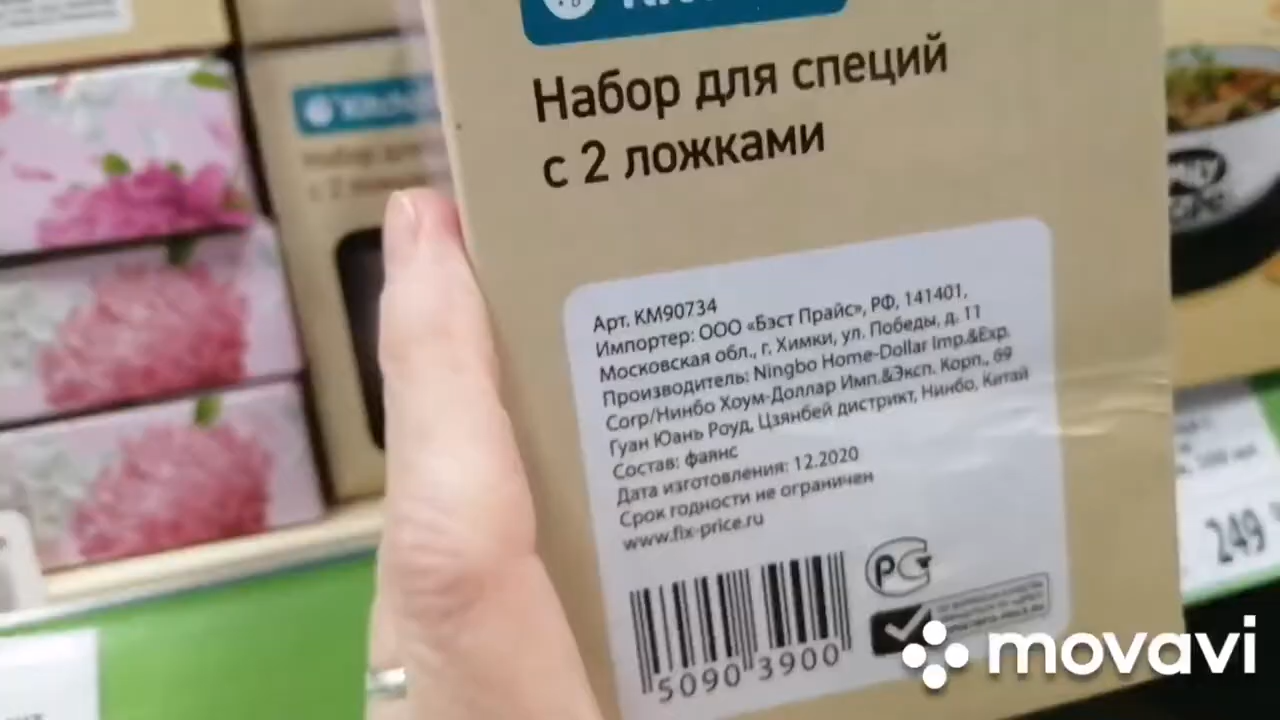 Набор для специй
с 2 ложками
Арт. KM90734
Импортер: ООО «Бэст Прайс», РФ, 141401,
Московская обл., г. Химки, ул. Победы, д. 11
Производитель: Ningbo Home-Dollar Imp.&Exp.
Corp/Нинбо Хоум-Доллар Имп.&Эксп. Корп., 69
Гуан Юань Роуд, Цзянбей дистрикт, Нинбо, Китай
Состав: фаянс
Дата изготовления: 12.2020
Срок годности не ограничен
www.fix-price.ru
5090 3900
РС
249
movavi